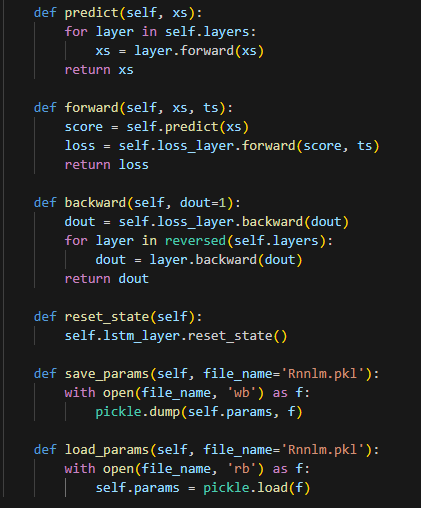 def predict(self, xs):
    for layer in self.layers:
        xs = layer.forward(xs)
    return xs

def forward(self, xs, ts):
    score = self.predict(xs)
    loss = self.loss_layer.forward(score, ts)
    return loss

def backward(self, dout=1):
    dout = self.loss_layer.backward(dout)
    for layer in reversed(self.layers):
        dout = layer.backward(dout)
    return dout

def reset_state(self):
    self.lstm_layer.reset_state()

def save_params(self, file_name='Rnnlm.pkl'):
    with open(file_name, 'wb') as f:
        pickle.dump(self.params, f)

def load_params(self, file_name='Rnnlm.pkl'):
    with open(file_name, 'rb') as f:
        self.params = pickle.load(f)